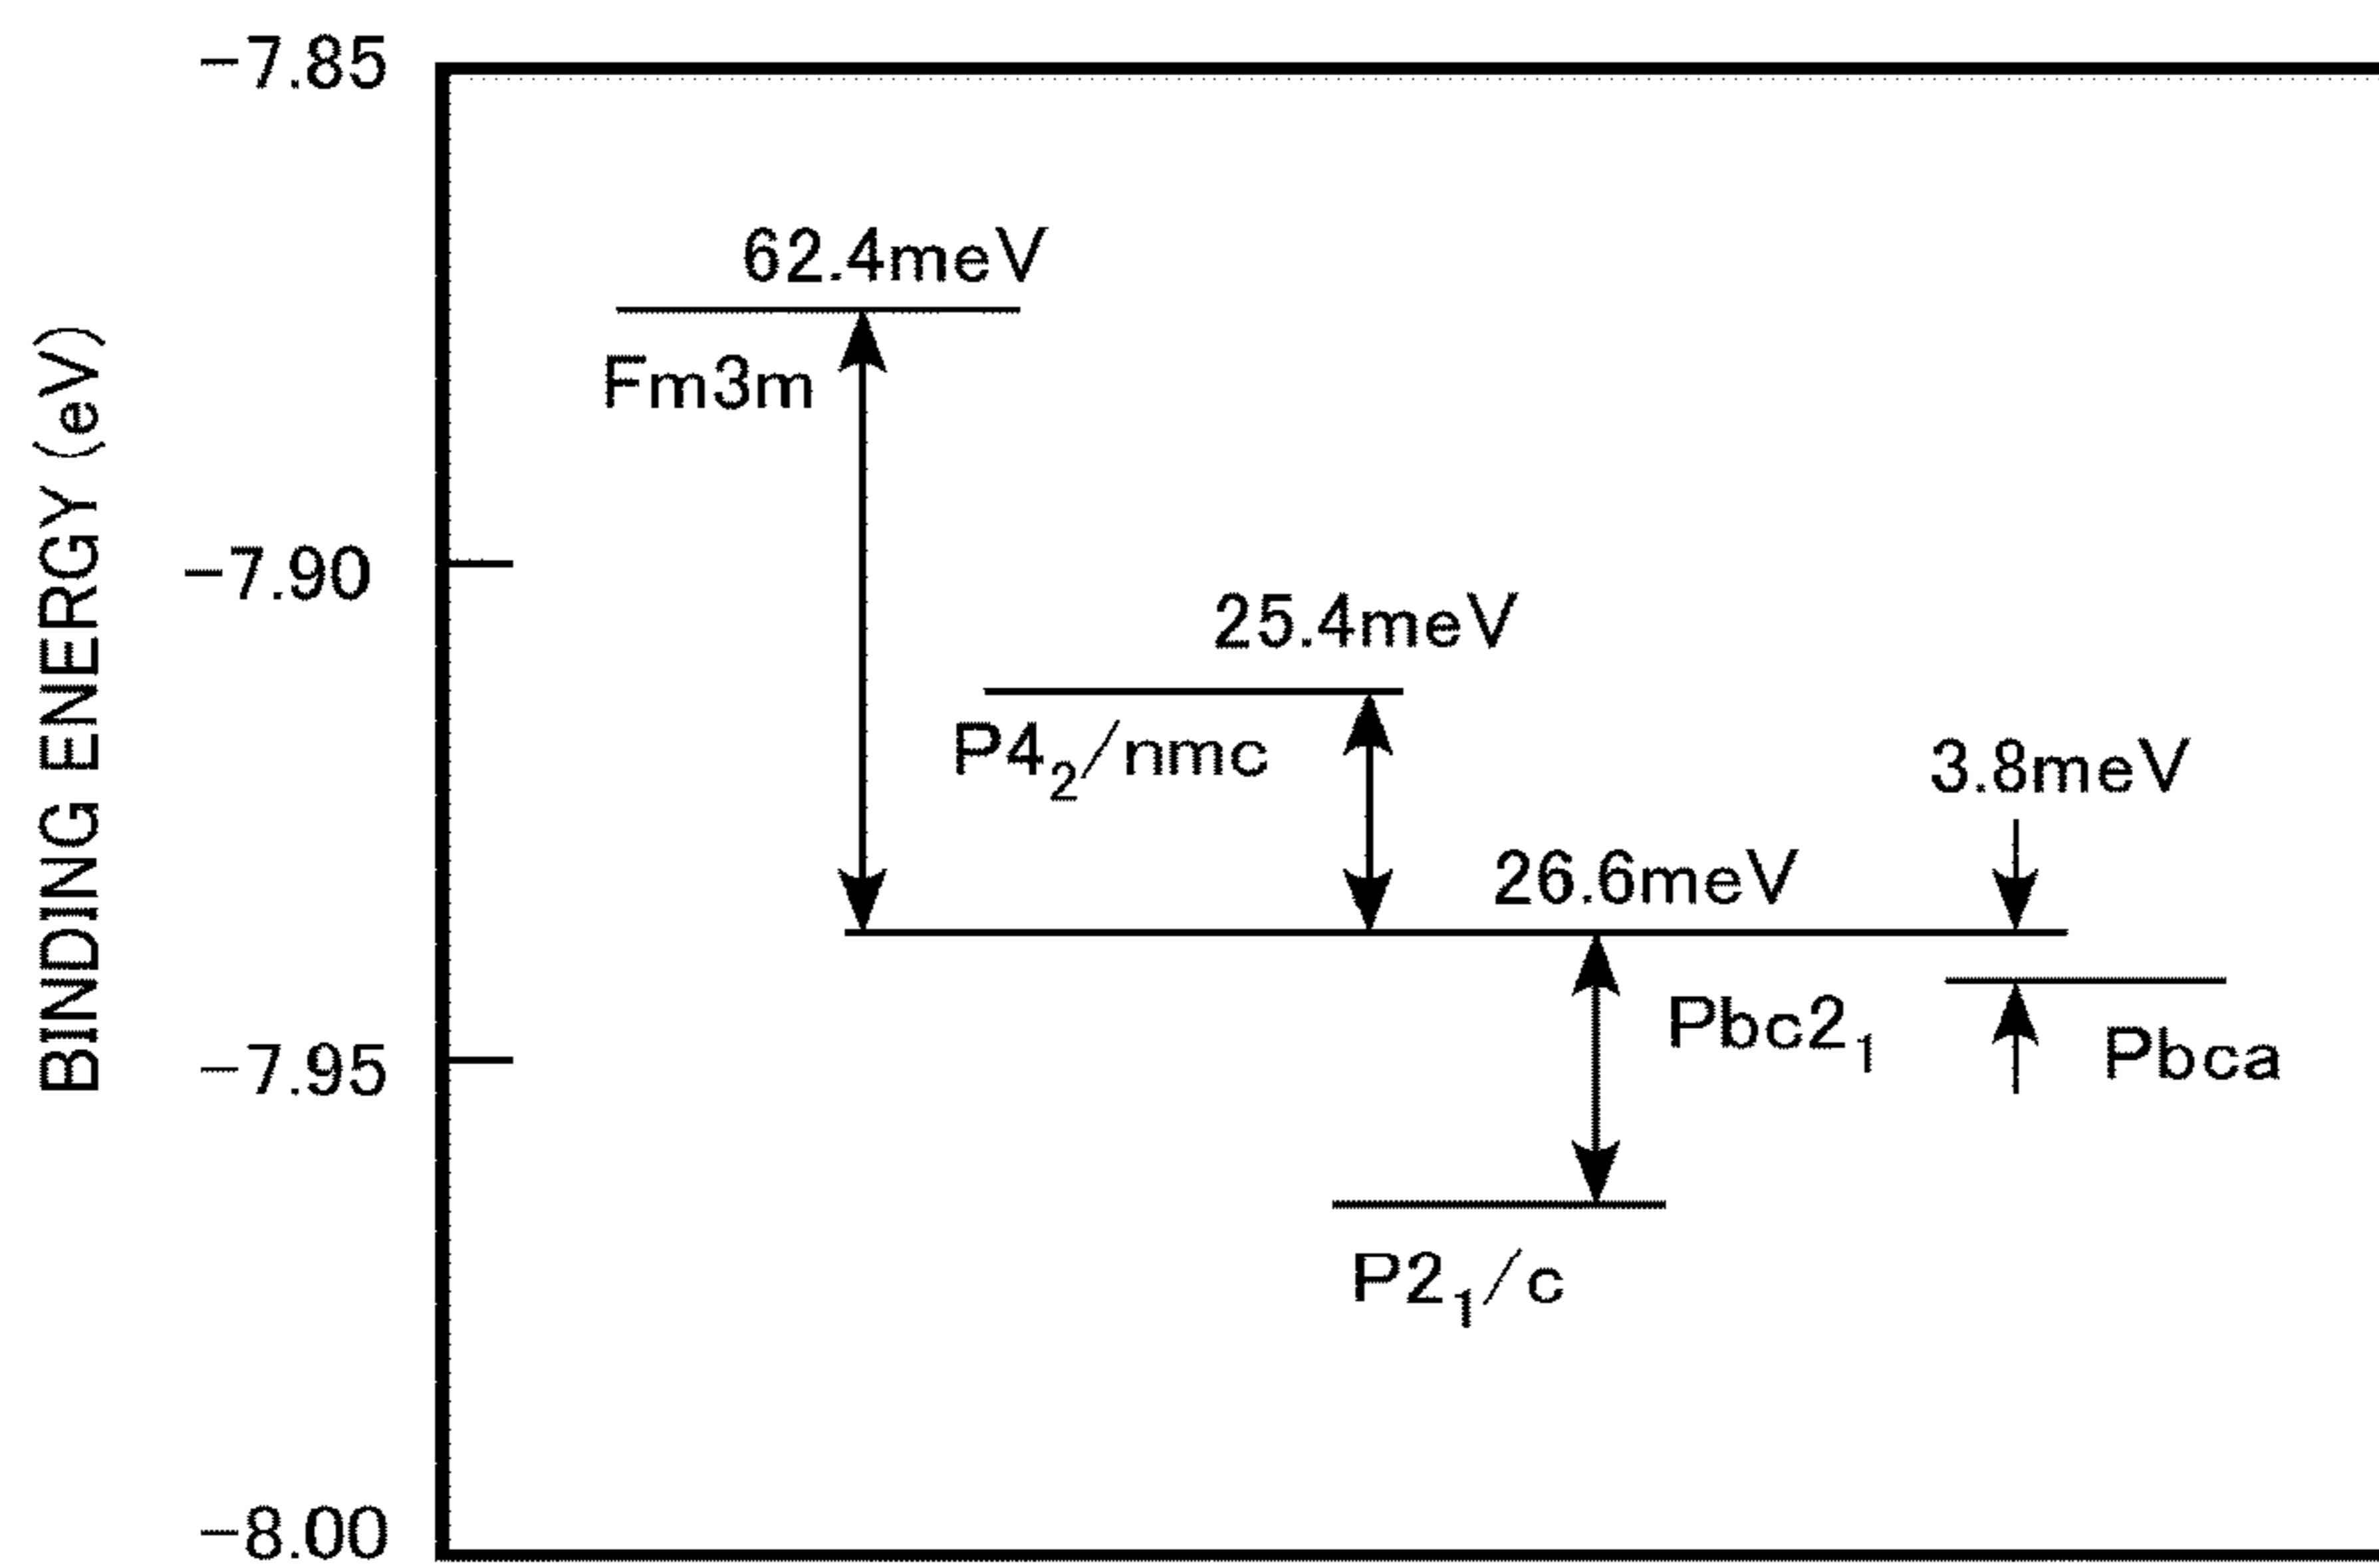 BINDING ENERGY (eV)
-7.85
-7.90
-7.95
-8.00
62.4meV
Fm3m
25.4meV
P4₂/nmc
3.8meV
26.6meV
Pbc2₁
Pbca
P2₁/c